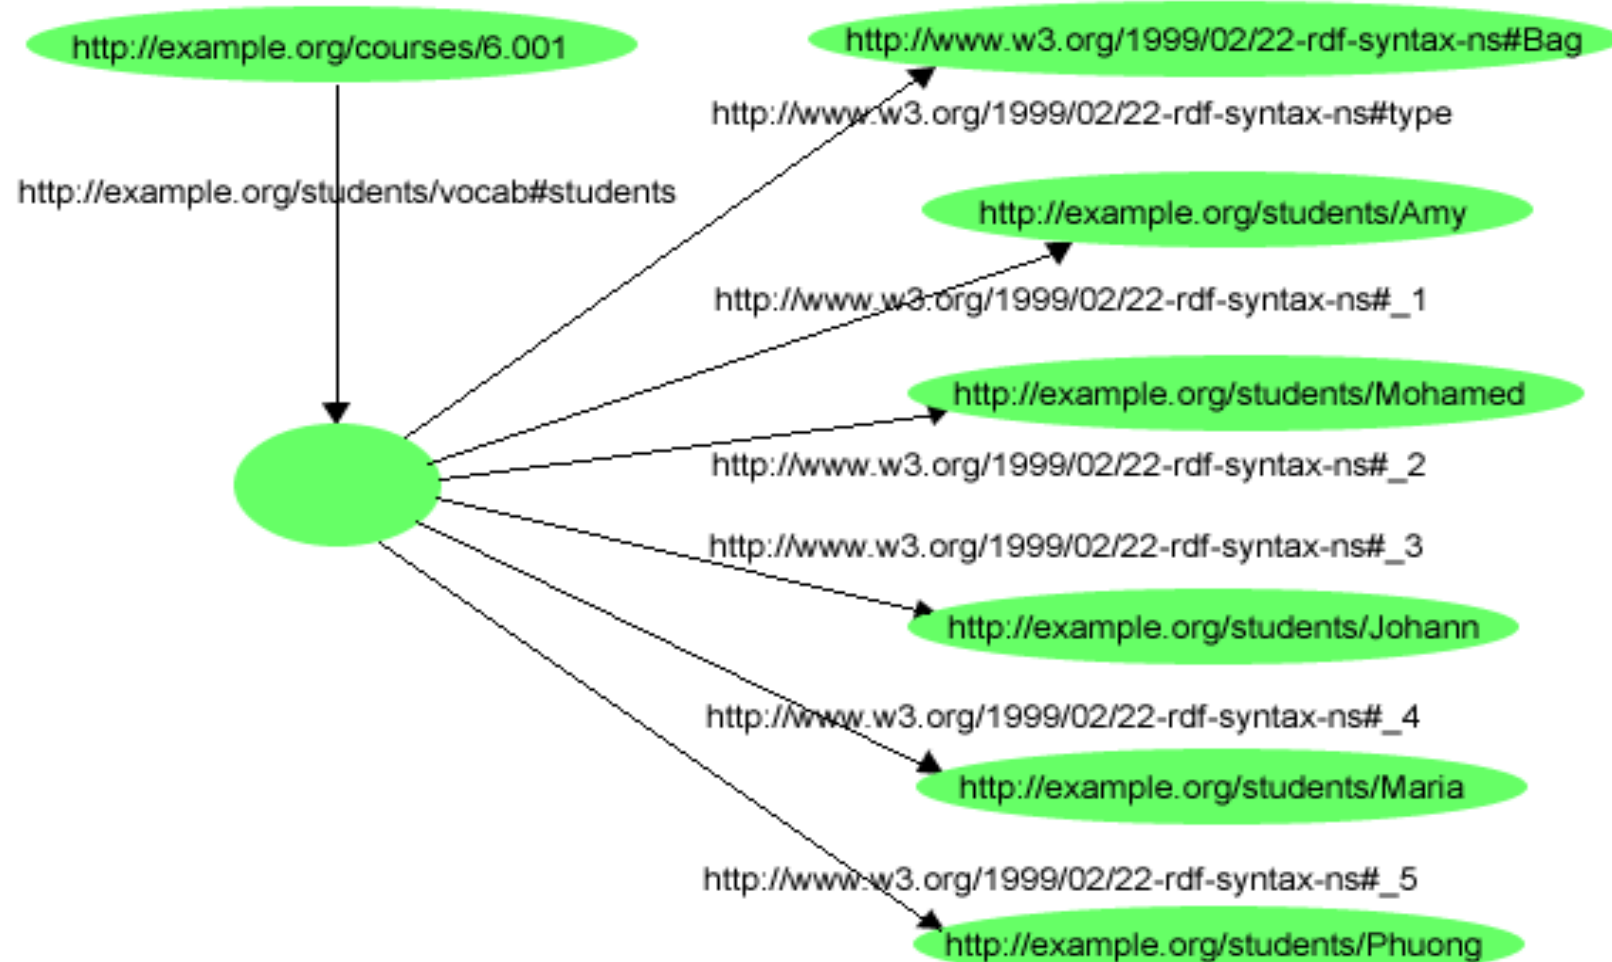 http://example.org/courses/6.001
http://www.w3.org/1999/02/22-rdf-syntax-ns#Bag
http://www.w3.org/1999/02/22-rdf-syntax-ns#type
http://example.org/students/vocab#students
http://example.org/students/Amy
http://www.w3.org/1999/02/22-rdf-syntax-ns#_1
http://example.org/students/Mohamed
http://www.w3.org/1999/02/22-rdf-syntax-ns#_2
http://www.w3.org/1999/02/22-rdf-syntax-ns#_3
http://example.org/students/Johann
http://www.w3.org/1999/02/22-rdf-syntax-ns#_4
http://example.org/students/Maria
http://www.w3.org/1999/02/22-rdf-syntax-ns#_5
http://example.org/students/Phuong